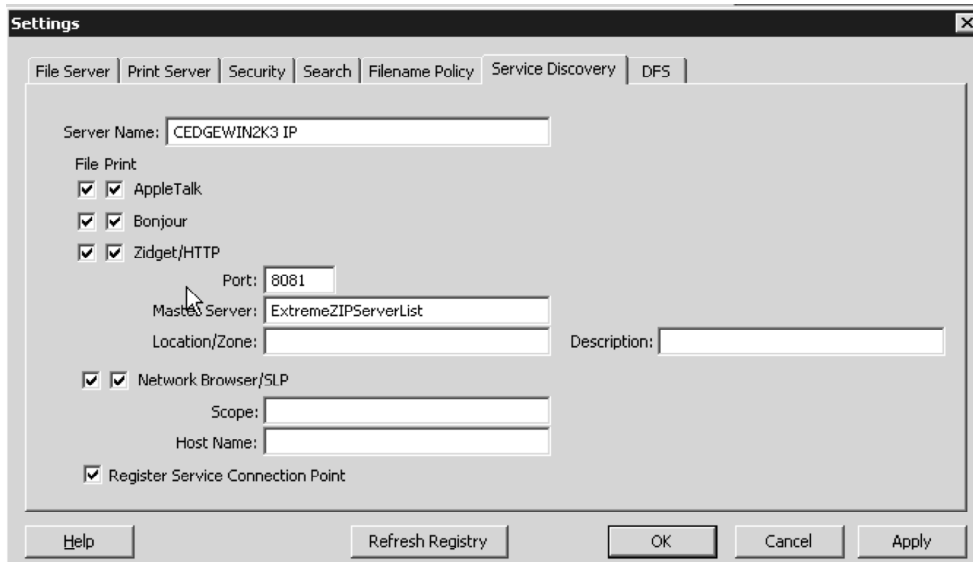 Settings
File Server Print Server Security Search Filename Policy Service Discovery DFS
Server Name: CEDGEWIN2K3 IP
File Print
AppleTalk
Bonjour
Zidget/HTTP
Port: 8081
Master Server: ExtremeZIPServerList
Location/Zone: Description:
Network Browser/SLP
Scope:
Host Name:
Register Service Connection Point
Help Refresh Registry OK Cancel Apply